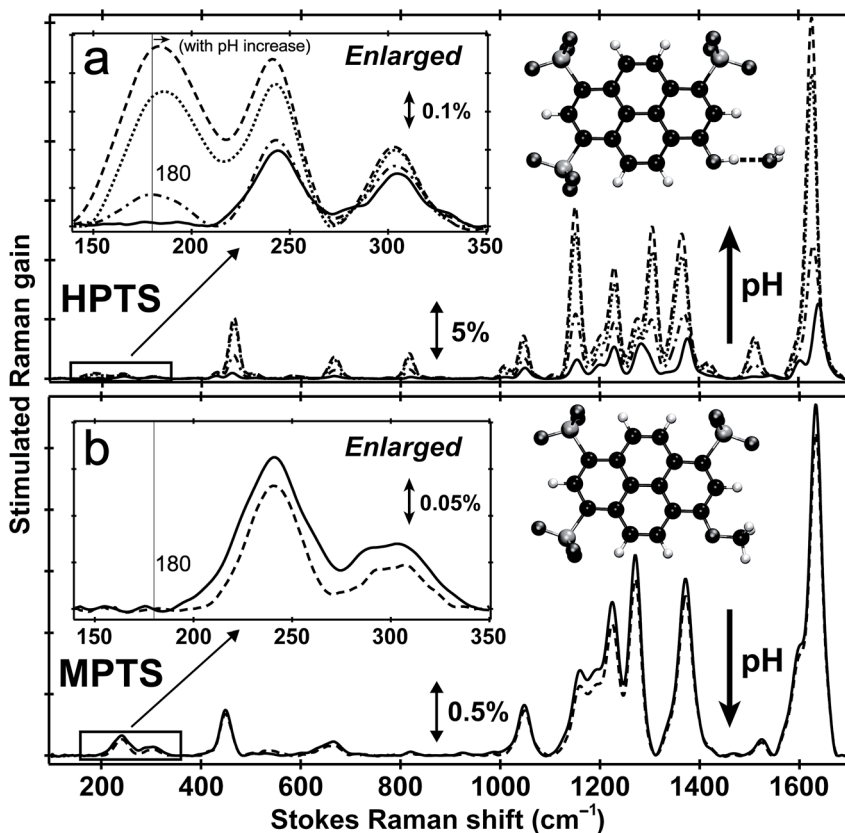 Stimulated Raman gain
a
(with pH increase)
Enlarged
0.1%
180
150 200 250 300 350
HPTS
5%
pH
b
Enlarged
0.05%
180
150 200 250 300 350
MPTS
0.5%
pH
200 400 600 800 1000 1200 1400 1600
Stokes Raman shift (cm⁻¹)